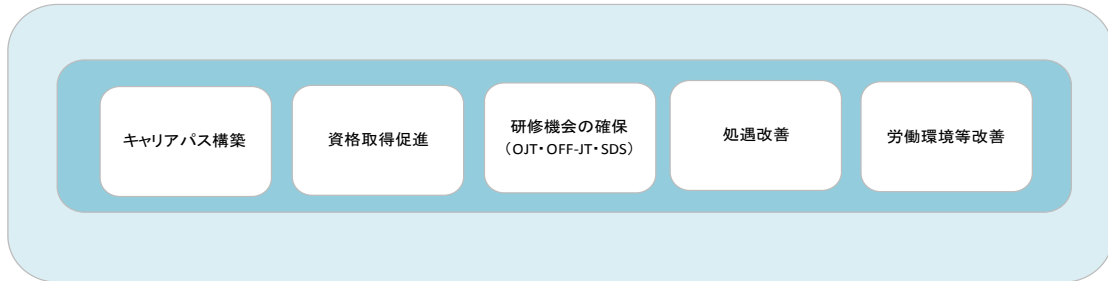 キャリアパス構築
資格取得促進
研修機会の確保
（OJT・OFF-JT・SDS）
処遇改善
労働環境等改善